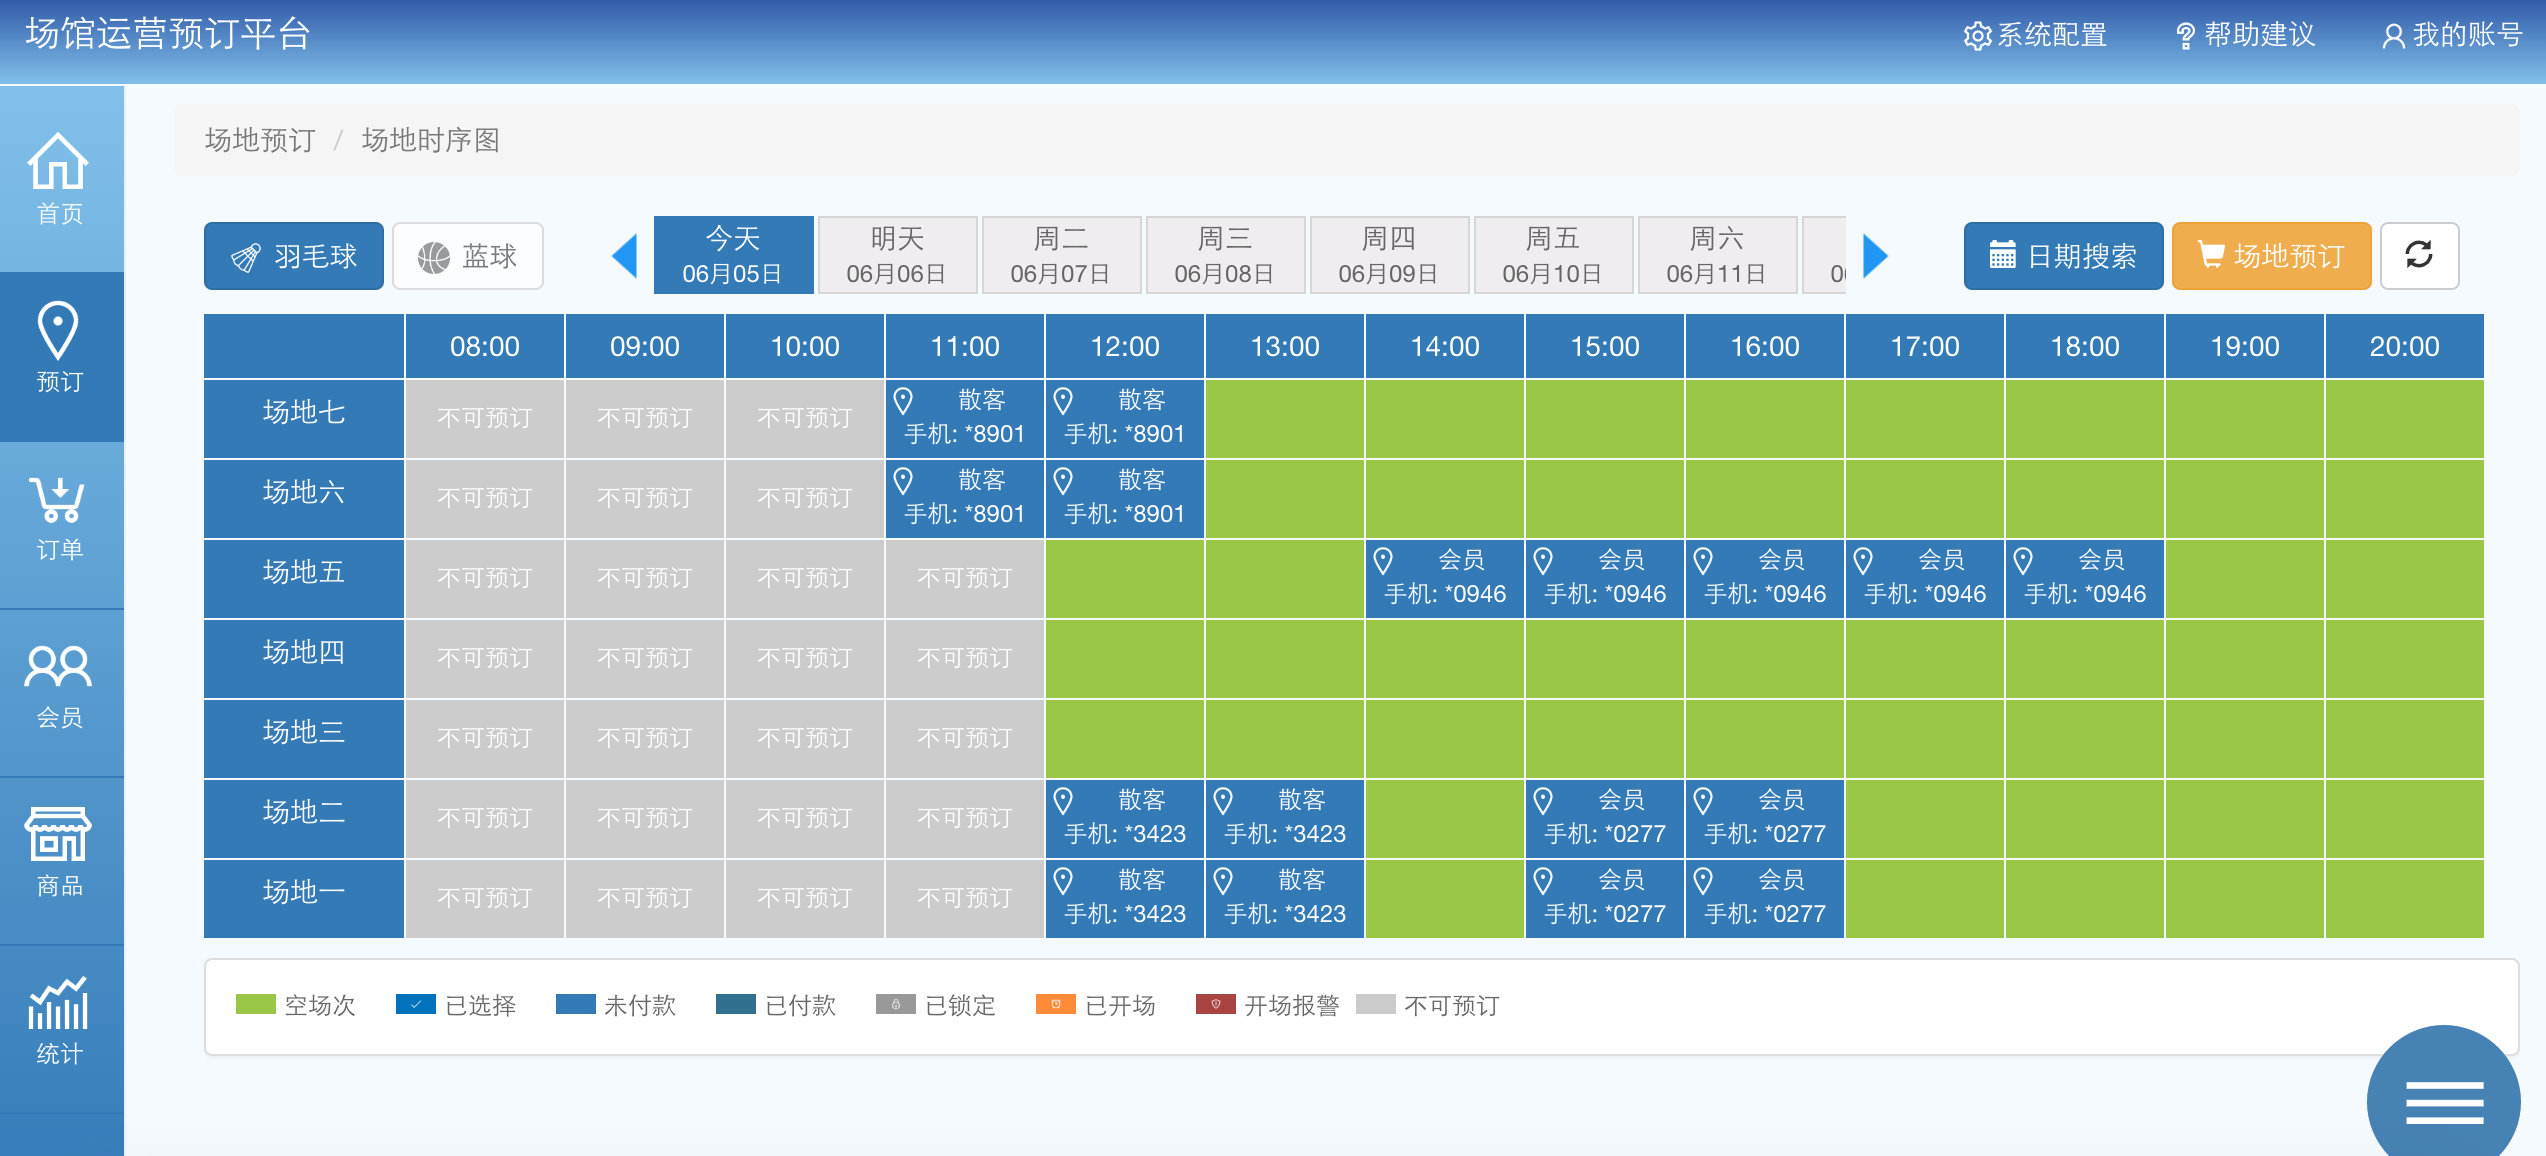 场馆运营预订平台
系统配置
帮助建议
我的账号
首页
预订
订单
会员
商品
统计
场地预订 / 场地时序图
羽毛球
蓝球
今天
06月05日
明天
06月06日
周二
06月07日
周三
06月08日
周四
06月09日
周五
06月10日
周六
06月11日
日期搜索
场地预订
08:00 09:00 10:00 11:00 12:00 13:00 14:00 15:00 16:00 17:00 18:00 19:00 20:00
场地七 不可预订 不可预订 不可预订 散客 散客
手机: *8901 手机: *8901
场地六 不可预订 不可预订 不可预订 散客 散客
手机: *8901 手机: *8901
场地五 不可预订 不可预订 不可预订 不可预订 会员 会员 会员 会员 会员
手机: *0946 手机: *0946 手机: *0946 手机: *0946 手机: *0946
场地四 不可预订 不可预订 不可预订 不可预订
场地三 不可预订 不可预订 不可预订 不可预订
场地二 不可预订 不可预订 不可预订 不可预订 散客 散客 会员 会员
手机: *3423 手机: *3423 手机: *0277 手机: *0277
场地一 不可预订 不可预订 不可预订 不可预订 散客 散客 会员 会员
手机: *3423 手机: *3423 手机: *0277 手机: *0277
空场次 已选择 未付款 已付款 已锁定 已开场 开场报警 不可预订